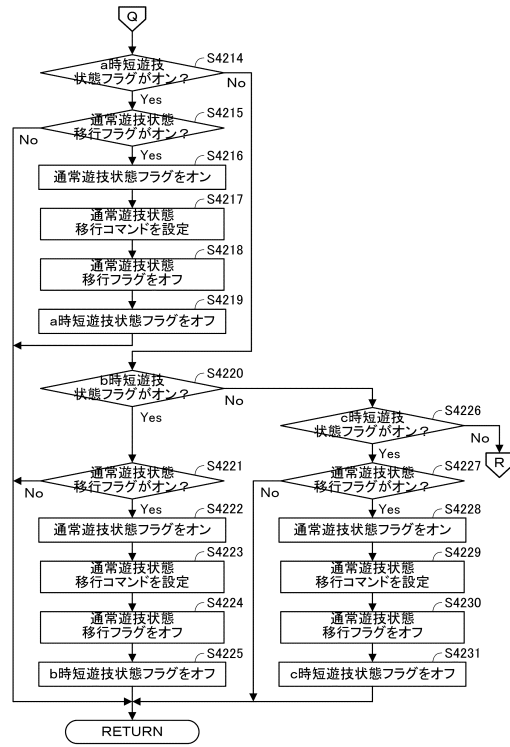 Q
S4214
a時短遊技
状態フラグがオン？
No
Yes
S4215
通常遊技状態
移行フラグがオン？
No
Yes
S4216
通常遊技状態フラグをオン
S4217
通常遊技状態
移行コマンドを設定
S4218
通常遊技状態
移行フラグをオフ
S4219
a時短遊技状態フラグをオフ
S4220
b時短遊技
状態フラグがオン？
No
Yes
S4221
通常遊技状態
移行フラグがオン？
No
Yes
S4222
通常遊技状態フラグをオン
S4223
通常遊技状態
移行コマンドを設定
S4224
通常遊技状態
移行フラグをオフ
S4225
b時短遊技状態フラグをオフ
S4226
c時短遊技
状態フラグがオン？
No
R
Yes
S4227
通常遊技状態
移行フラグがオン？
No
Yes
S4228
通常遊技状態フラグをオン
S4229
通常遊技状態
移行コマンドを設定
S4230
通常遊技状態
移行フラグをオフ
S4231
c時短遊技状態フラグをオフ
RETURN